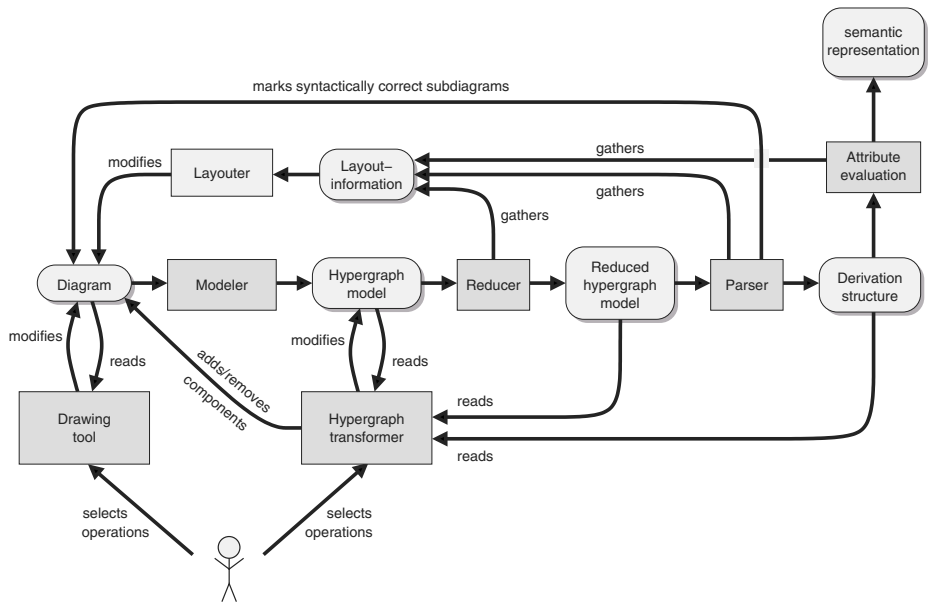 semantic
representation
marks syntactically correct subdiagrams
modifies
Layouter
Layout–
information
gathers
gathers
Attribute
evaluation
gathers
Diagram
Modeler
Hypergraph
model
Reducer
Reduced
hypergraph
model
Parser
Derivation
structure
modifies
reads
adds/removes
components
modifies
reads
Drawing
tool
Hypergraph
transformer
reads
reads
selects
operations
selects
operations